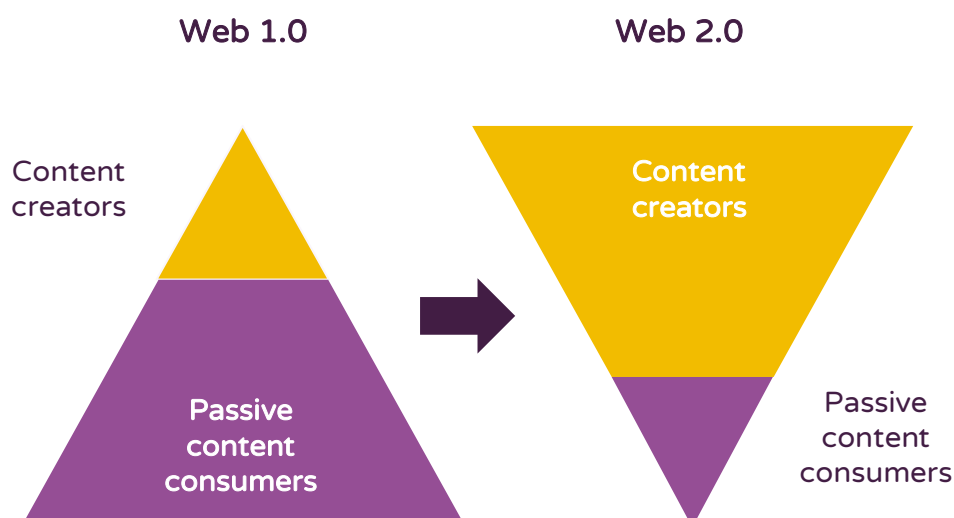 Web 1.0
Web 2.0
Content
creators
Content
creators
Passive
content
consumers
Passive
content
consumers